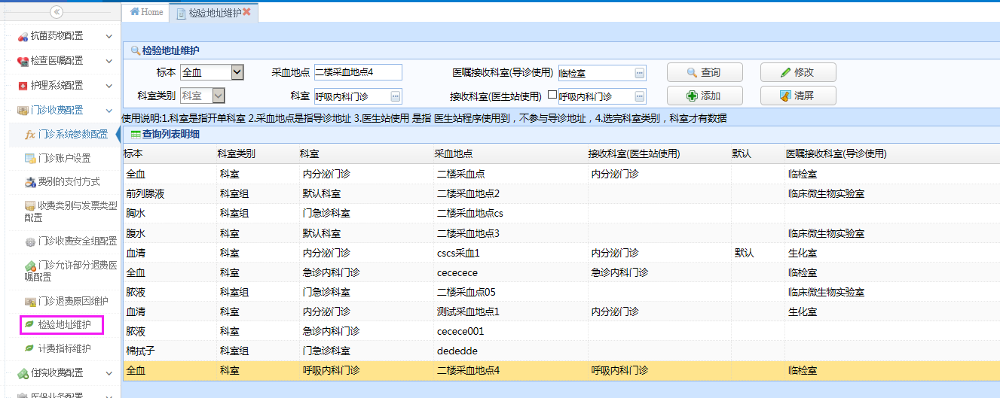 Home 检验地址维护
抗菌药物配置
检查医嘱配置
护理系统配置
门诊收费配置
门诊系统参数配置
门诊账户设置
费别的支付方式
收费类别与发票类型
配置
门诊收费安全组配置
门诊允许部分退费医
嘱配置
门诊退费原因维护
检验地址维护
计费指标维护
住院收费配置
医保业务配置
检验地址维护
标本 全血 采血地点 二楼采血地点4 医嘱接收科室(导诊使用) 临检室 查询 修改
科室类别 科室 科室 呼吸内科门诊 接收科室(医生站使用) 呼吸内科门诊 添加 清屏
使用说明:1.科室是指开单科室 2.采血地点是指导诊地址 3.医生站使用 是指 医生站程序使用到，不参与导诊地址，4.选完科室类别，科室才有数据
查询列表明细
标本 科室类别 科室 采血地点 接收科室(医生站使用) 默认 医嘱接收科室(导诊使用)
全血 科室 内分泌门诊 二楼采血点 内分泌门诊 临检室
前列腺液 科室组 默认科室 二楼采血地点2 临床微生物实验室
胸水 科室组 门急诊科室 二楼采血地点cs
腹水 科室 默认科室 二楼采血地点3 临床微生物实验室
血清 科室 内分泌门诊 cscs采血1 内分泌门诊 默认 生化室
全血 科室 急诊内科门诊 cececece 急诊内科门诊 临检室
脓液 科室组 门急诊科室 二楼采血点05 临床微生物实验室
血清 科室 内分泌门诊 测试采血地点1 内分泌门诊 生化室
脓液 科室 急诊内科门诊 cecece001
棉拭子 科室组 门急诊科室 dededde
全血 科室 呼吸内科门诊 二楼采血地点4 呼吸内科门诊 临检室